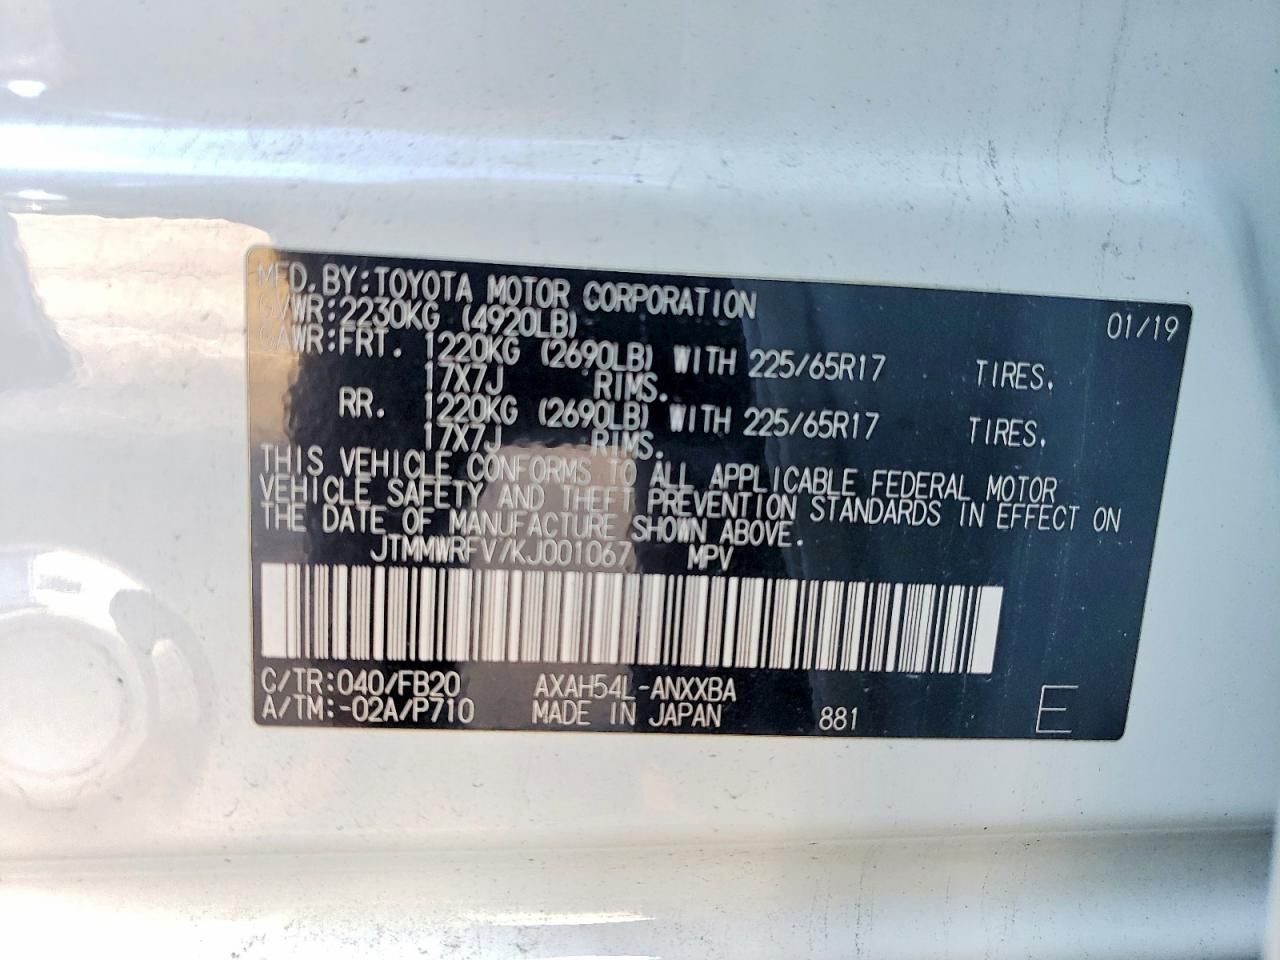 MFD.BY:TOYOTA MOTOR CORPORATION 01/19
GVWR:2230KG (4920LB)
GAWR:FRT. 1220KG (2690LB) WITH 225/65R17 TIRES.
17X7J RIMS.
RR. 1220KG (2690LB) WITH 225/65R17 TIRES.
17X7J RIMS.
THIS VEHICLE CONFORMS TO ALL APPLICABLE FEDERAL MOTOR
VEHICLE SAFETY AND THEFT PREVENTION STANDARDS IN EFFECT ON
THE DATE OF MANUFACTURE SHOWN ABOVE.
JTMMWRFV7KJ001067 MPV
C/TR:040/FB20 AXAH54L-ANXXBA
A/TM:-02A/P710 MADE IN JAPAN 881 E